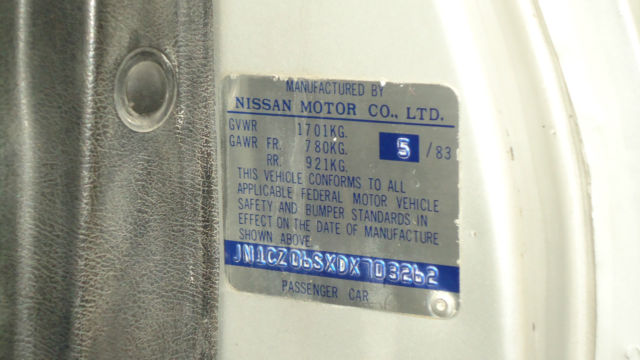 MANUFACTURED BY
NISSAN MOTOR CO., LTD.
GVWR 1701KG.
GAWR FR. 780KG. 5 / 83
RR. 921KG.
THIS VEHICLE CONFORMS TO ALL
APPLICABLE FEDERAL MOTOR VEHICLE
SAFETY AND BUMPER STANDARDS IN
EFFECT ON THE DATE OF MANUFACTURE
SHOWN ABOVE.
JN1CZ06SXDX703262
PASSENGER CAR